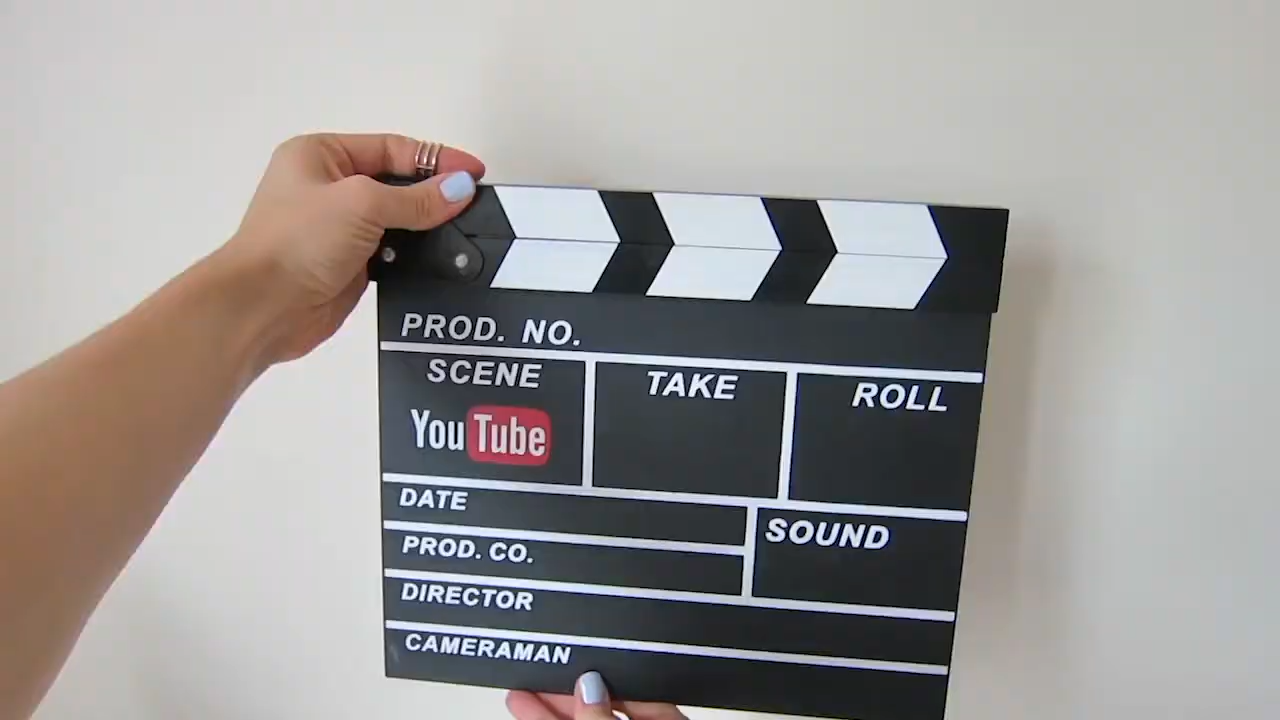 PROD. NO.
SCENE
TAKE
ROLL
YouTube
DATE
SOUND
PROD. CO.
DIRECTOR
CAMERAMAN